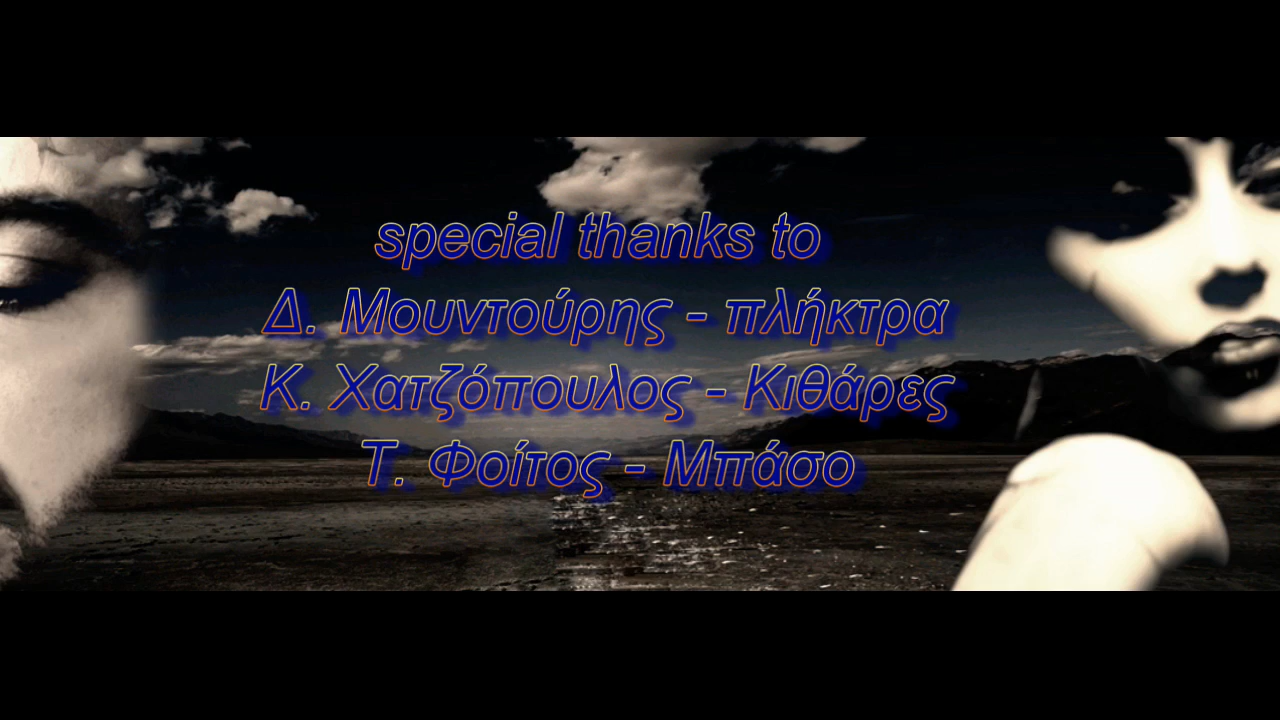 special thanks to
Δ. Μουντούρης - πλήκτρα
Κ. Χατζόπουλος - Κιθάρες
Τ. Φοίτος - Μπάσο